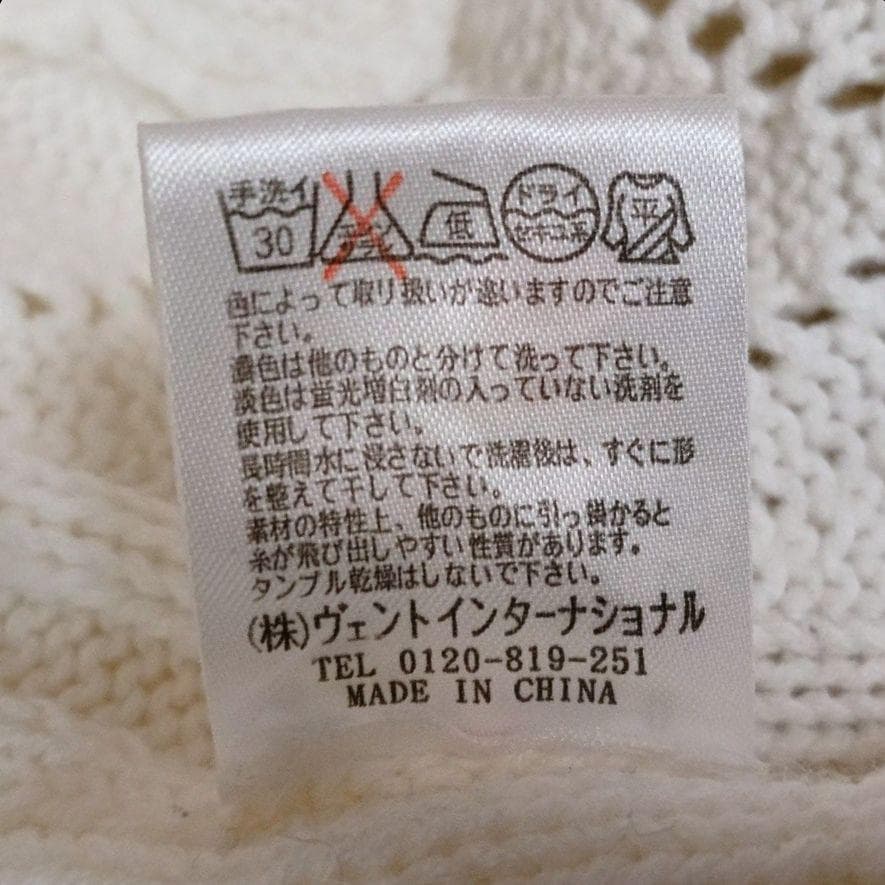 手洗イ
30
エンソ
サラシ
低
ドライ
セキユ系
平
色によって取り扱いが違いますのでご注意
下さい。
濃色は他のものと分けて洗って下さい。
淡色は蛍光増白剤の入っていない洗剤を
使用して下さい。
長時間水に浸さないで洗濯後は、すぐに形
を整えて干して下さい。
素材の特性上、他のものに引っ掛かると
糸が飛び出しやすい性質があります。
タンブル乾燥はしないで下さい。
(株)ヴェントインターナショナル
TEL 0120-819-251
MADE IN CHINA